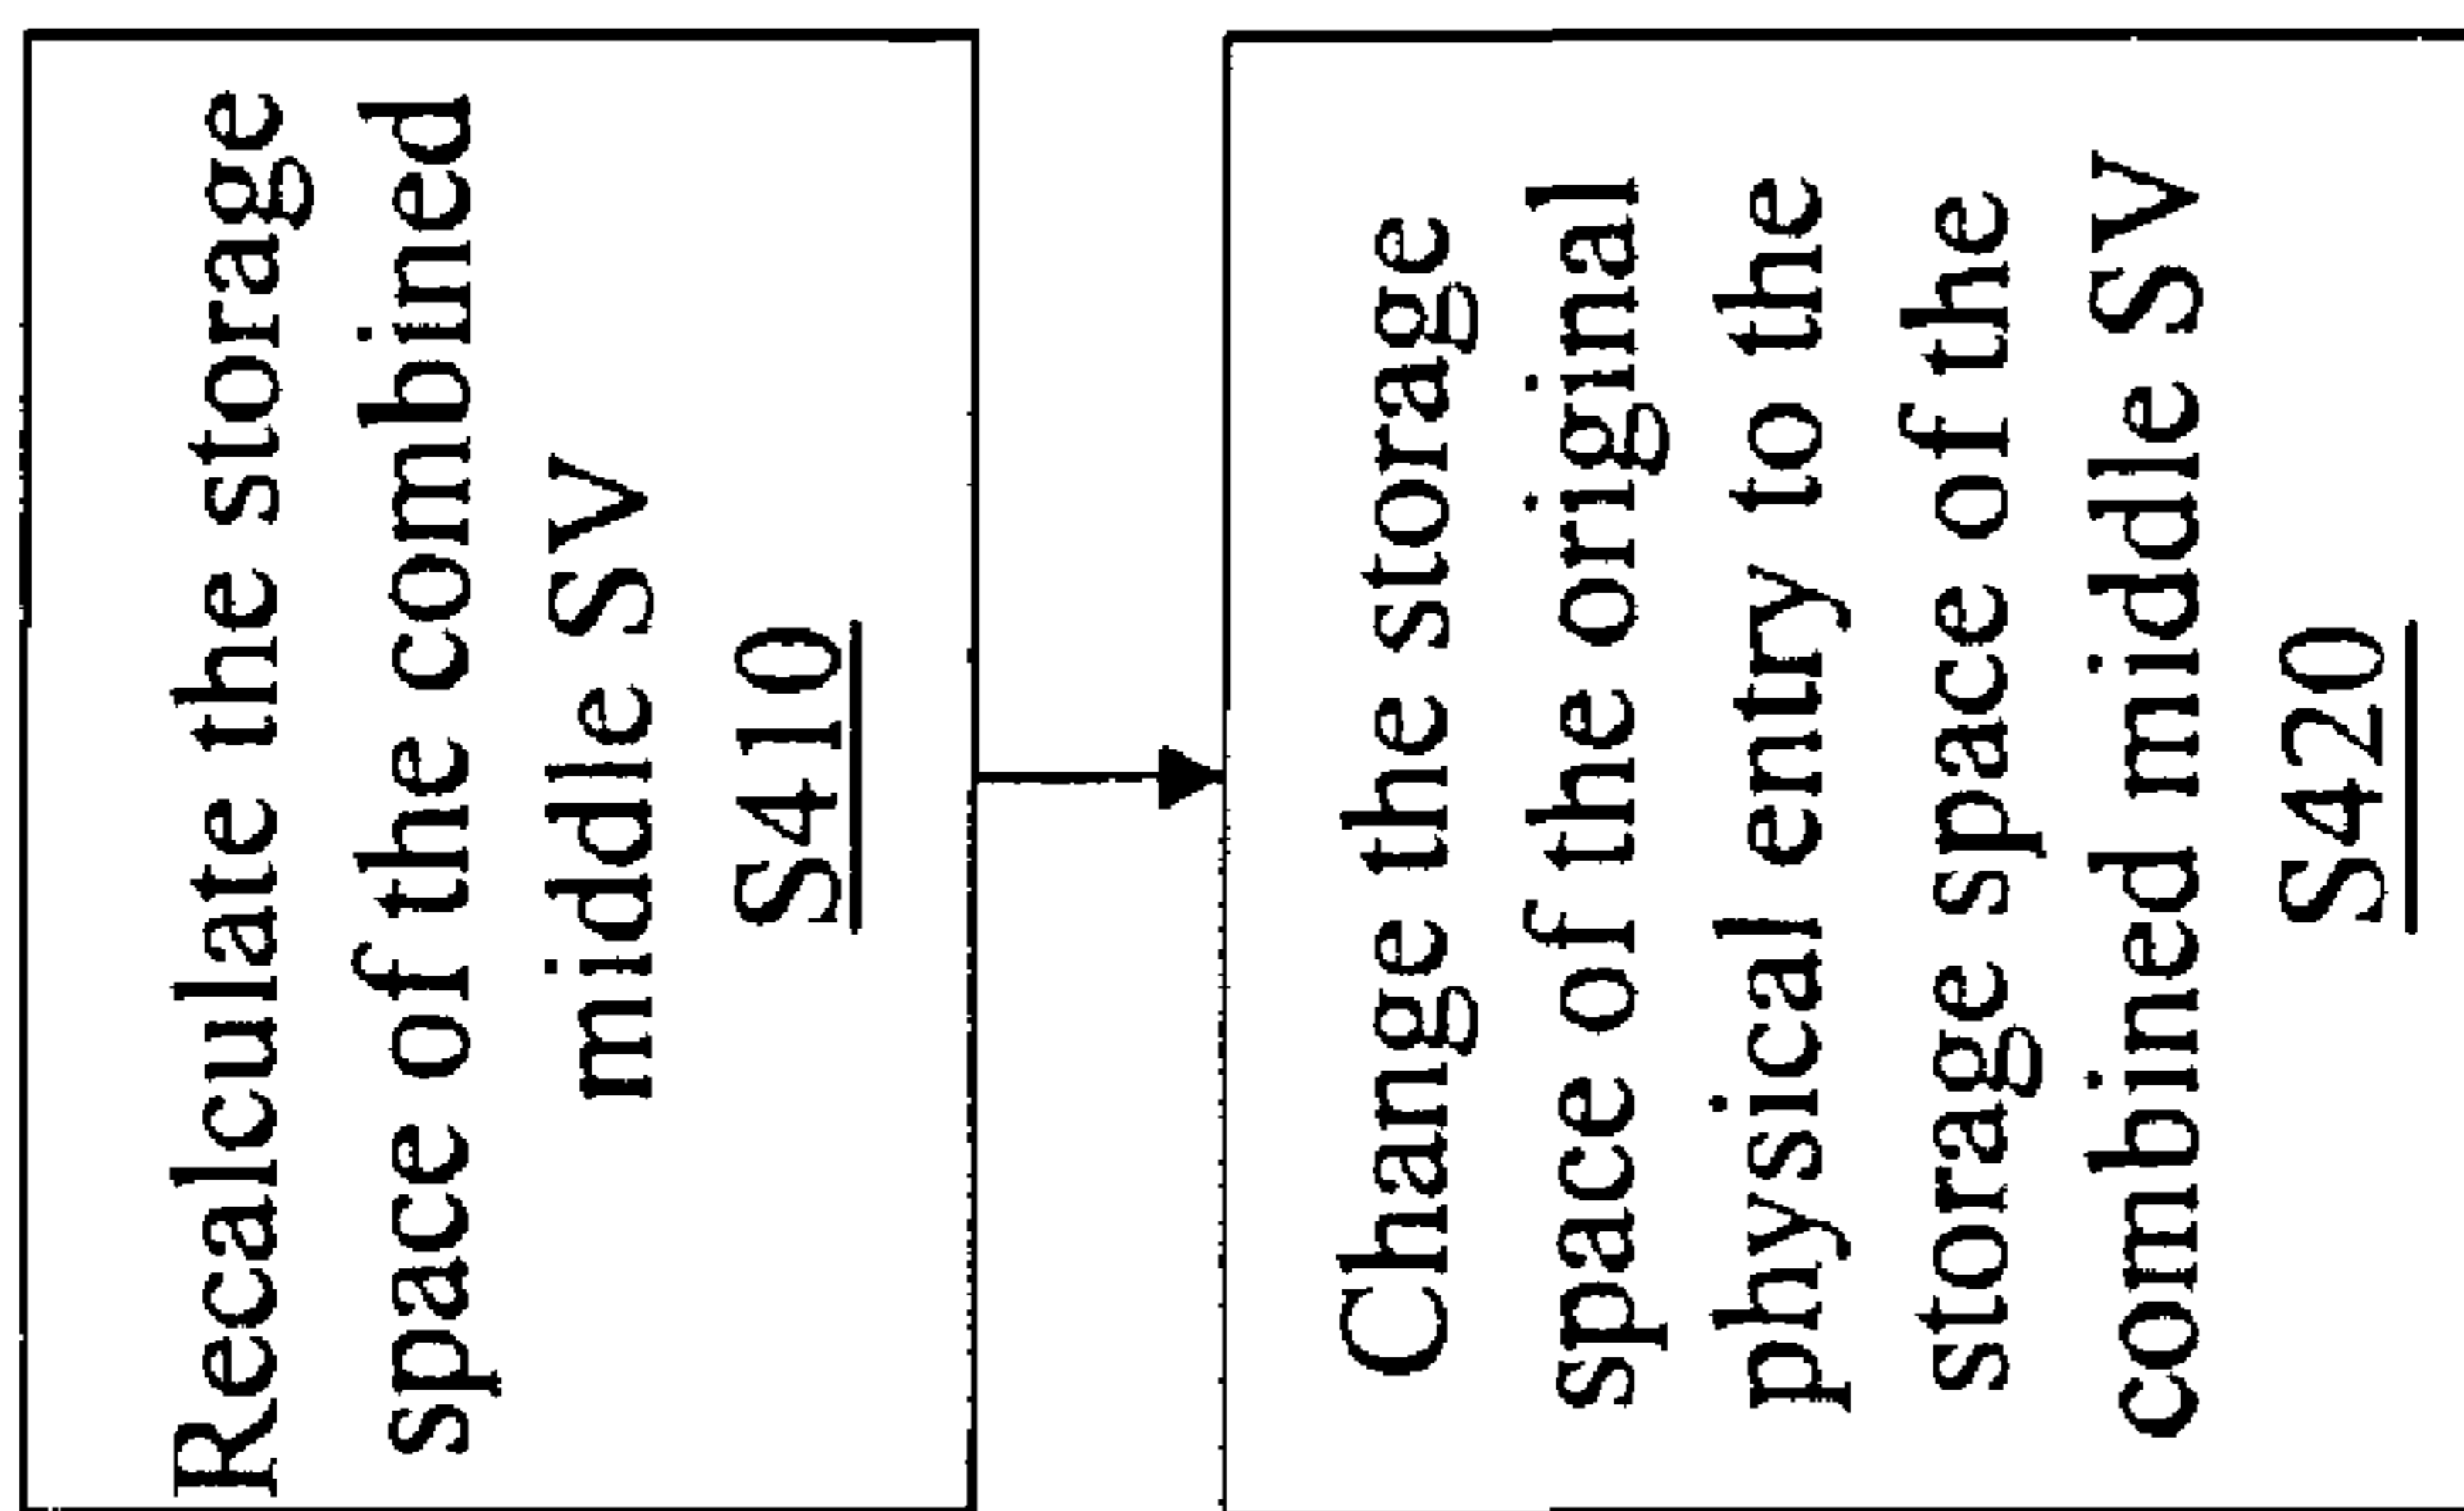 Recalculate the storage
space of the combined
middle SV
S410
Change the storage
space of the original
physical entry to the
storage space of the
combined middle SV
S420